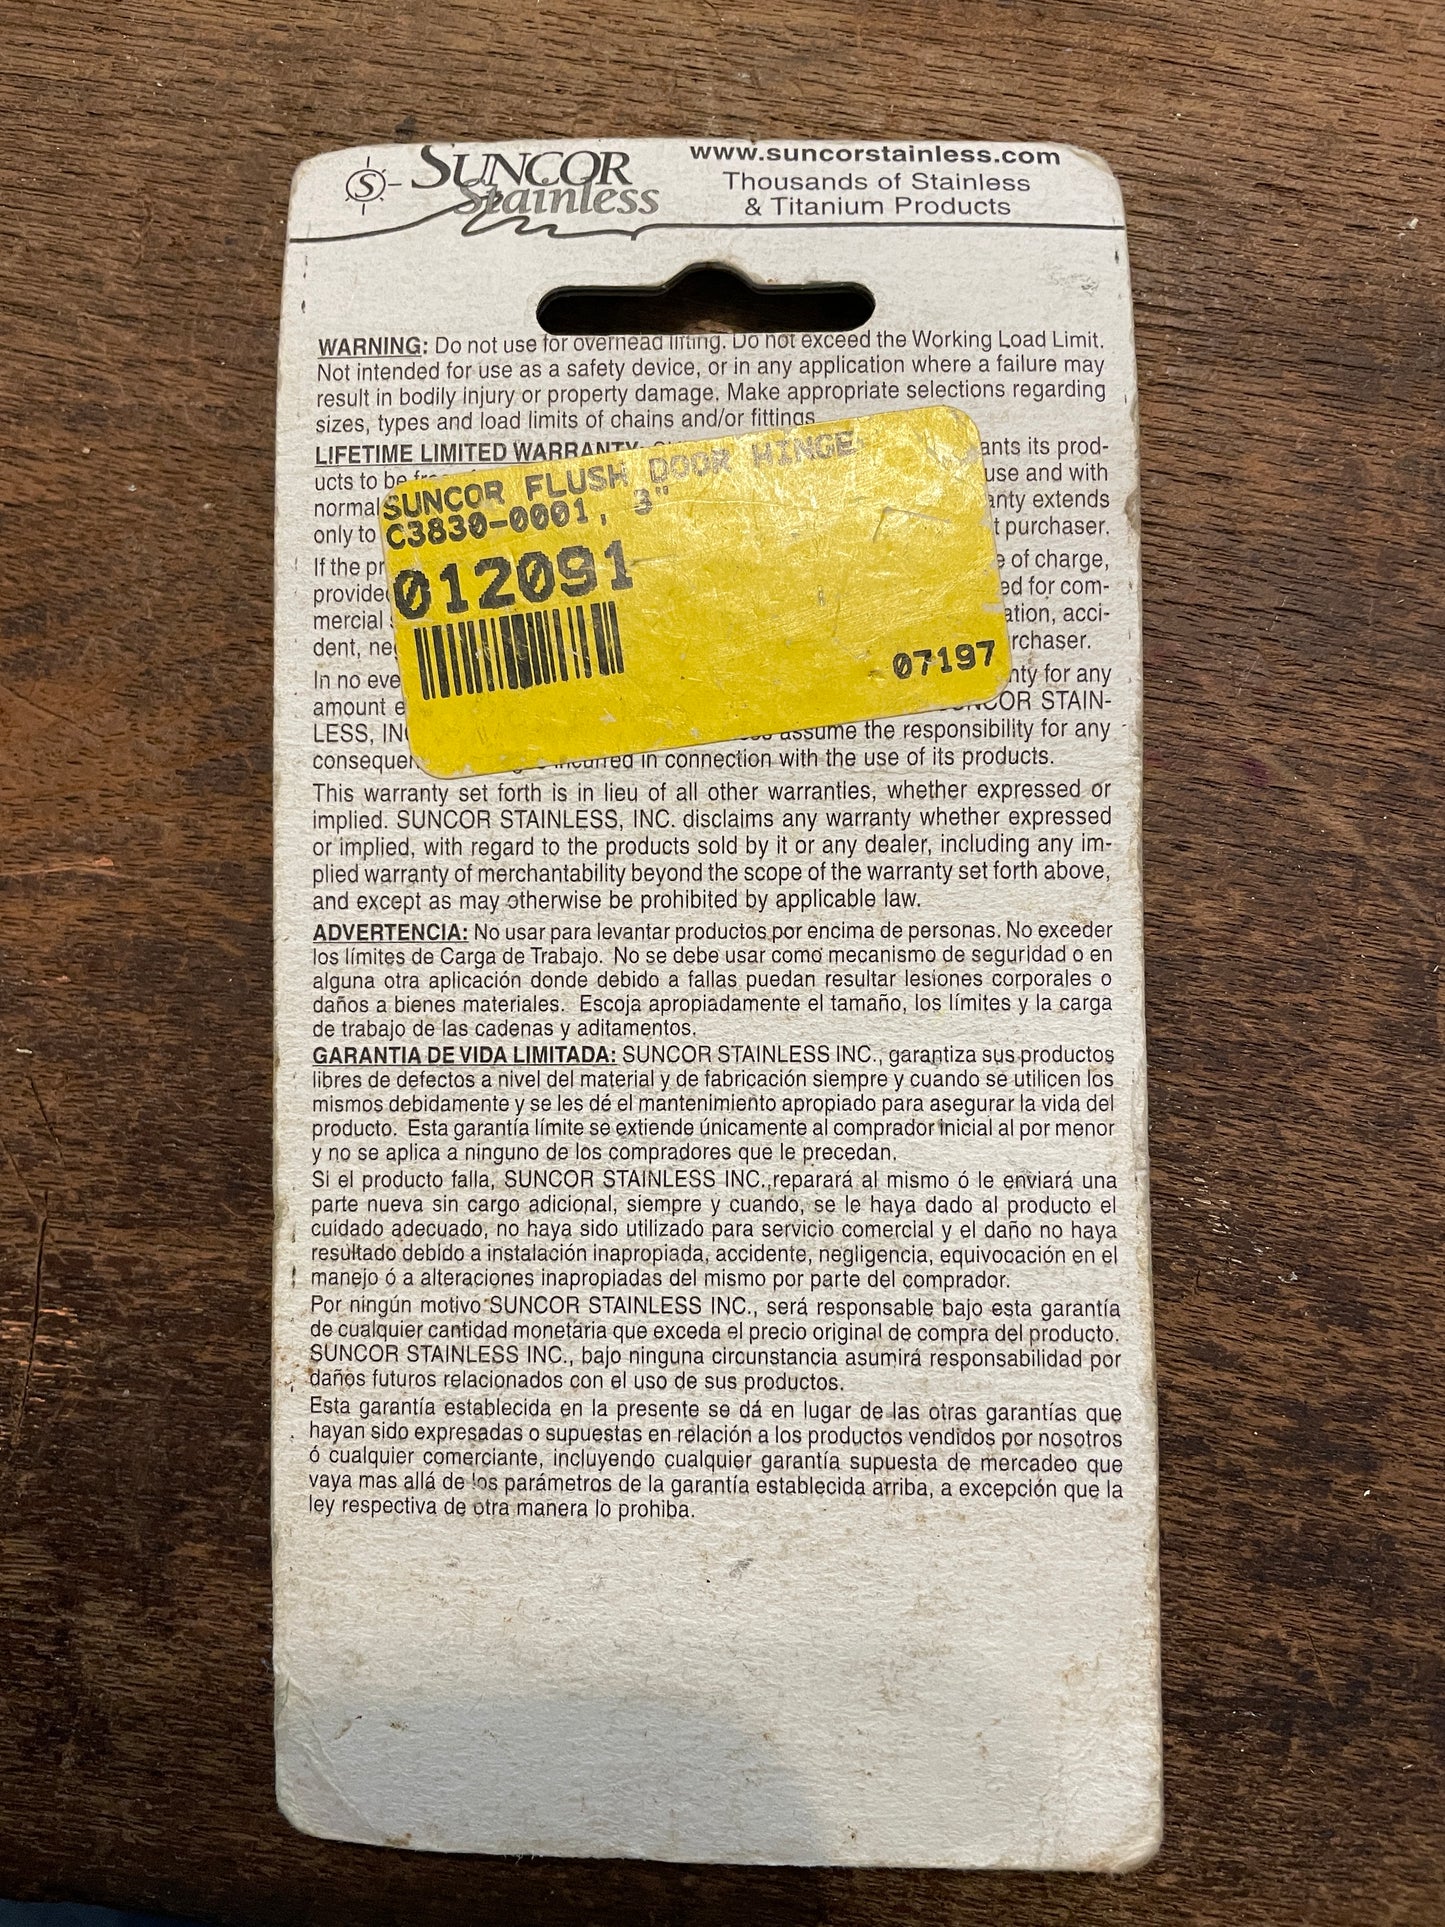 S
SUNCOR
Stainless
www.suncorstainless.com
Thousands of Stainless
& Titanium Products
WARNING: Do not use for overhead lifting. Do not exceed the Working Load Limit.
Not intended for use as a safety device, or in any application where a failure may
result in bodily injury or property damage. Make appropriate selections regarding
sizes, types and load limits of chains and/or fittings.
LIFETIME LIMITED WARRANTY: ants its prod-
ucts to be free use and with
normal anty extends
only to t purchaser.
If the pr e of charge,
provided ed for com-
mercial s ation, acci-
dent, neg rchaser.
In no eve nty for any
amount e SUNCOR STAIN-
LESS, INC assume the responsibility for any
consequen incurred in connection with the use of its products.
SUNCOR FLUSH DOOR HINGE
C3830-0001, 3"
012091
07197
This warranty set forth is in lieu of all other warranties, whether expressed or
implied. SUNCOR STAINLESS, INC. disclaims any warranty whether expressed
or implied, with regard to the products sold by it or any dealer, including any im-
plied warranty of merchantability beyond the scope of the warranty set forth above,
and except as may otherwise be prohibited by applicable law.
ADVERTENCIA: No usar para levantar productos por encima de personas. No exceder
los límites de Carga de Trabajo. No se debe usar como mecanismo de seguridad o en
alguna otra aplicación donde debido a fallas puedan resultar lesiones corporales o
daños a bienes materiales. Escoja apropiadamente el tamaño, los límites y la carga
de trabajo de las cadenas y aditamentos.
GARANTIA DE VIDA LIMITADA: SUNCOR STAINLESS INC., garantiza sus productos
libres de defectos a nivel del material y de fabricación siempre y cuando se utilicen los
mismos debidamente y se les dé el mantenimiento apropiado para asegurar la vida del
producto. Esta garantía límite se extiende únicamente al comprador inicial al por menor
y no se aplica a ninguno de los compradores que le precedan.
Si el producto falla, SUNCOR STAINLESS INC.,reparará al mismo ó le enviará una
parte nueva sin cargo adicional, siempre y cuando, se le haya dado al producto el
cuidado adecuado, no haya sido utilizado para servicio comercial y el daño no haya
resultado debido a instalación inapropiada, accidente, negligencia, equivocación en el
manejo ó a alteraciones inapropiadas del mismo por parte del comprador.
Por ningún motivo SUNCOR STAINLESS INC., será responsable bajo esta garantía
de cualquier cantidad monetaria que exceda el precio original de compra del producto.
SUNCOR STAINLESS INC., bajo ninguna circunstancia asumirá responsabilidad por
daños futuros relacionados con el uso de sus productos.
Esta garantía establecida en la presente se dá en lugar de las otras garantías que
hayan sido expresadas o supuestas en relación a los productos vendidos por nosotros
ó cualquier comerciante, incluyendo cualquier garantía supuesta de mercadeo que
vaya mas allá de los parámetros de la garantía establecida arriba, a excepción que la
ley respectiva de otra manera lo prohiba.